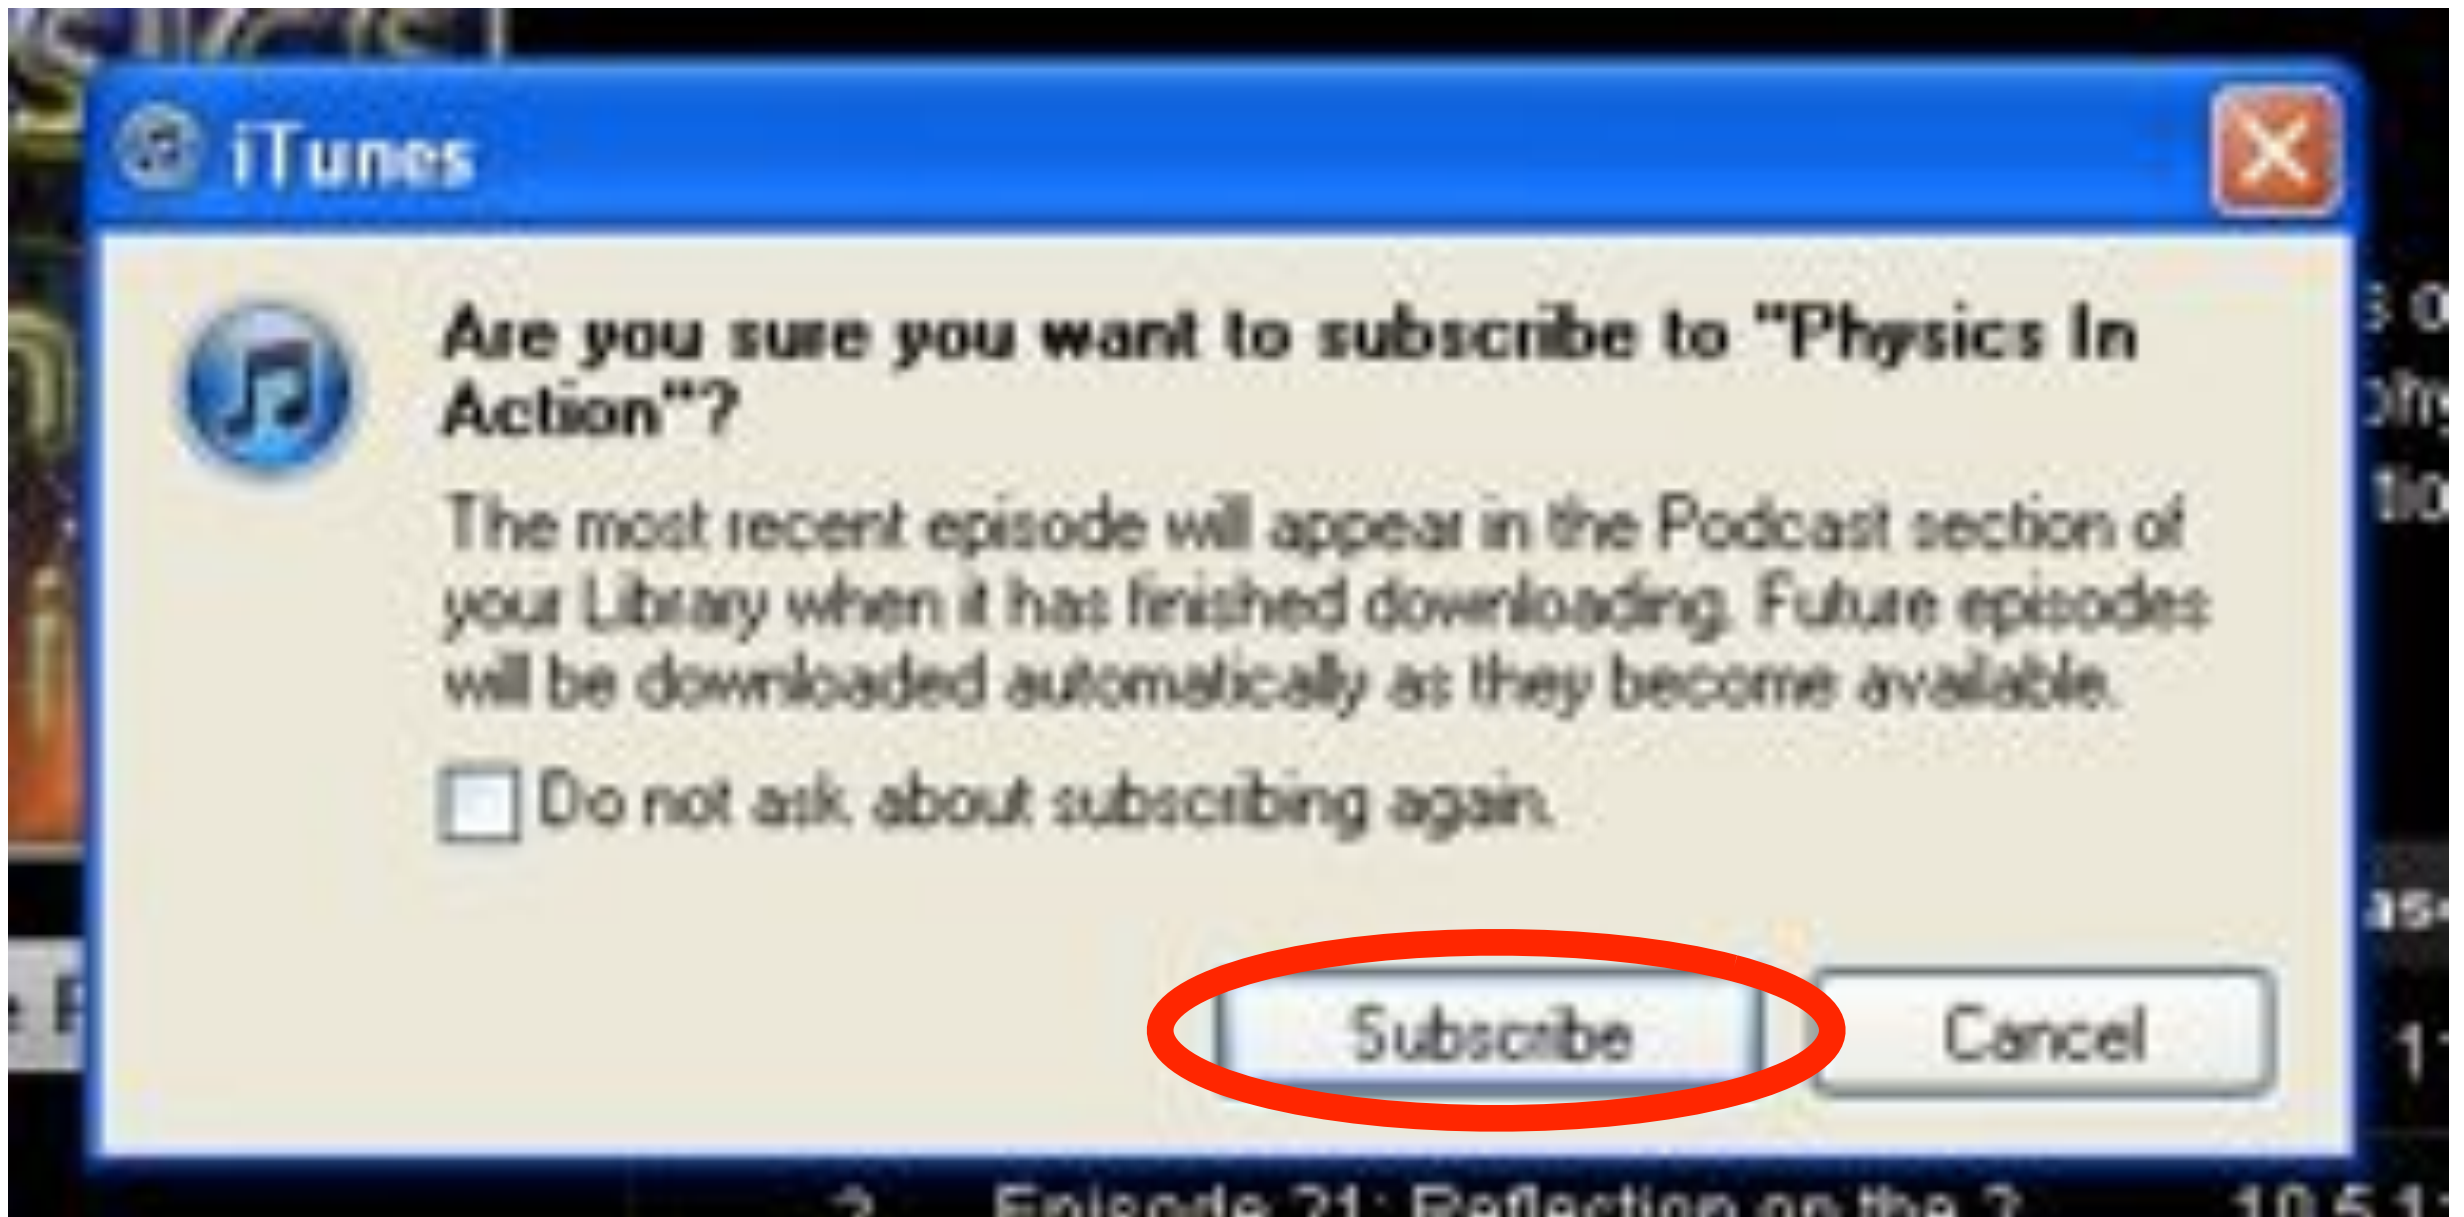 iTunes
Are you sure you want to subscribe to "Physics In
Action"?
The most recent episode will appear in the Podcast section of
your Library when it has finished downloading. Future episodes
will be downloaded automatically as they become available.
Do not ask about subscribing again.
Subscribe
Cancel
Episode 21: Reflection on the ?